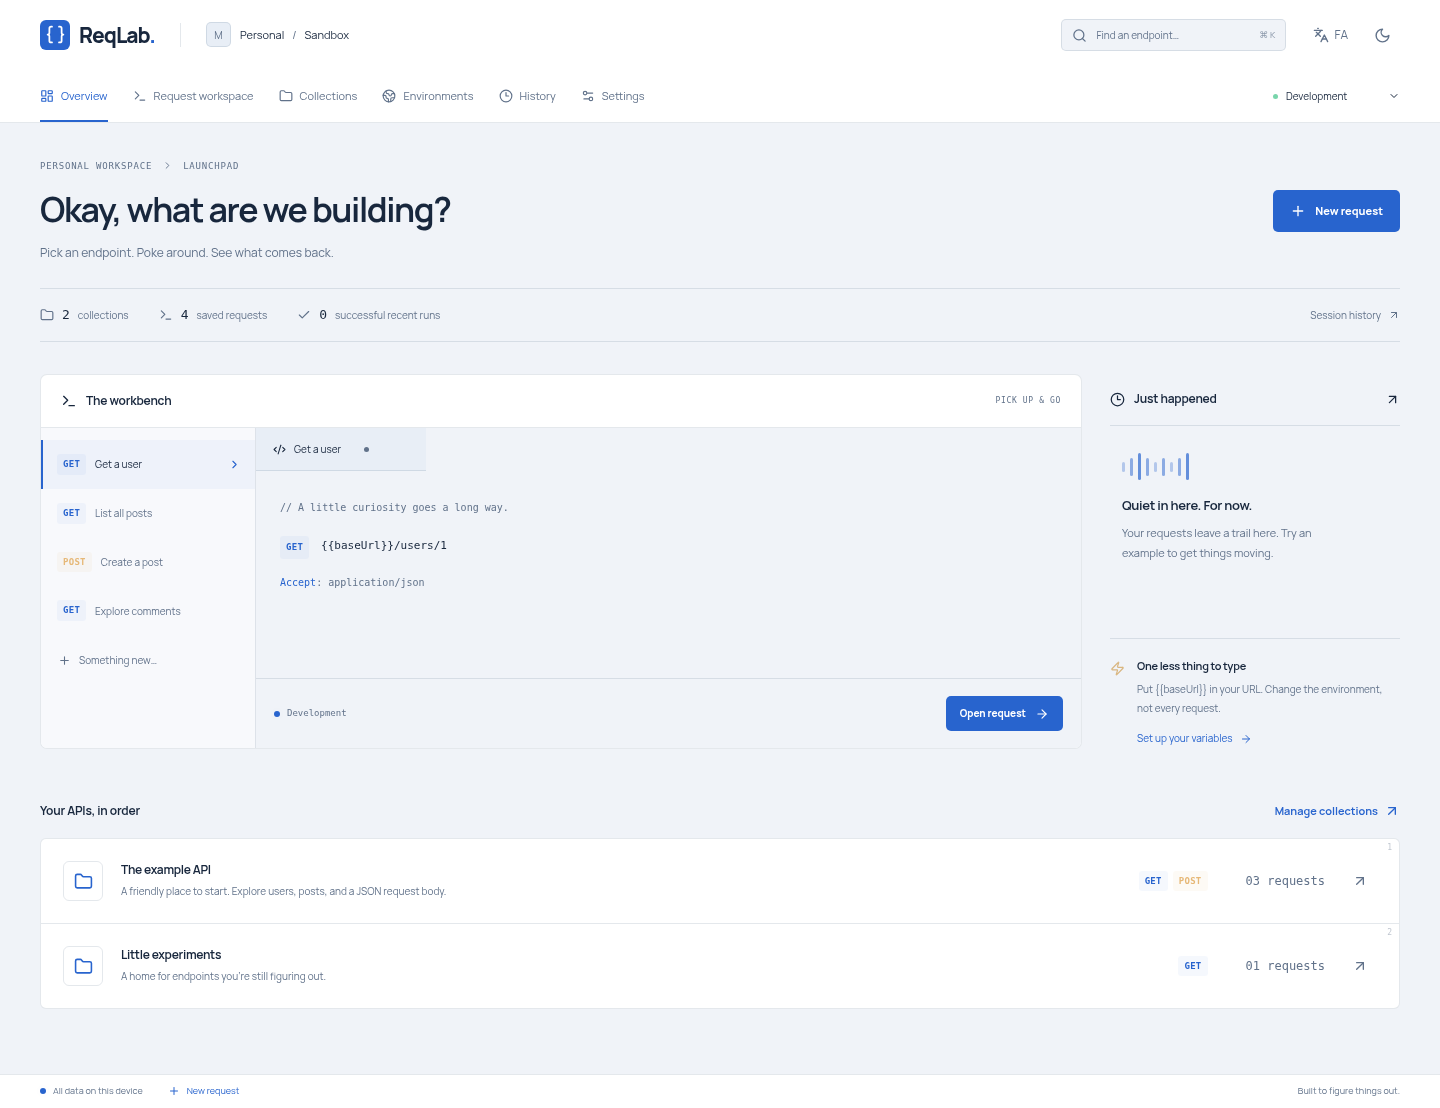 ReqLab.
M Personal / Sandbox
Find an endpoint... ⌘ K
FA
Overview
Request workspace
Collections
Environments
History
Settings
Development
PERSONAL WORKSPACE > LAUNCHPAD
Okay, what are we building?
New request
Pick an endpoint. Poke around. See what comes back.
2 collections
4 saved requests
0 successful recent runs
Session history
The workbench
PICK UP & GO
GET Get a user
GET List all posts
POST Create a post
GET Explore comments
Something new...
Get a user
// A little curiosity goes a long way.
GET {{baseUrl}}/users/1
Accept: application/json
Development
Open request
Just happened
Quiet in here. For now.
Your requests leave a trail here. Try an
example to get things moving.
One less thing to type
Put {{baseUrl}} in your URL. Change the environment,
not every request.
Set up your variables
Your APIs, in order
Manage collections
1
The example API
A friendly place to start. Explore users, posts, and a JSON request body.
GET POST 03 requests
2
Little experiments
A home for endpoints you're still figuring out.
GET 01 requests
All data on this device
New request
Built to figure things out.